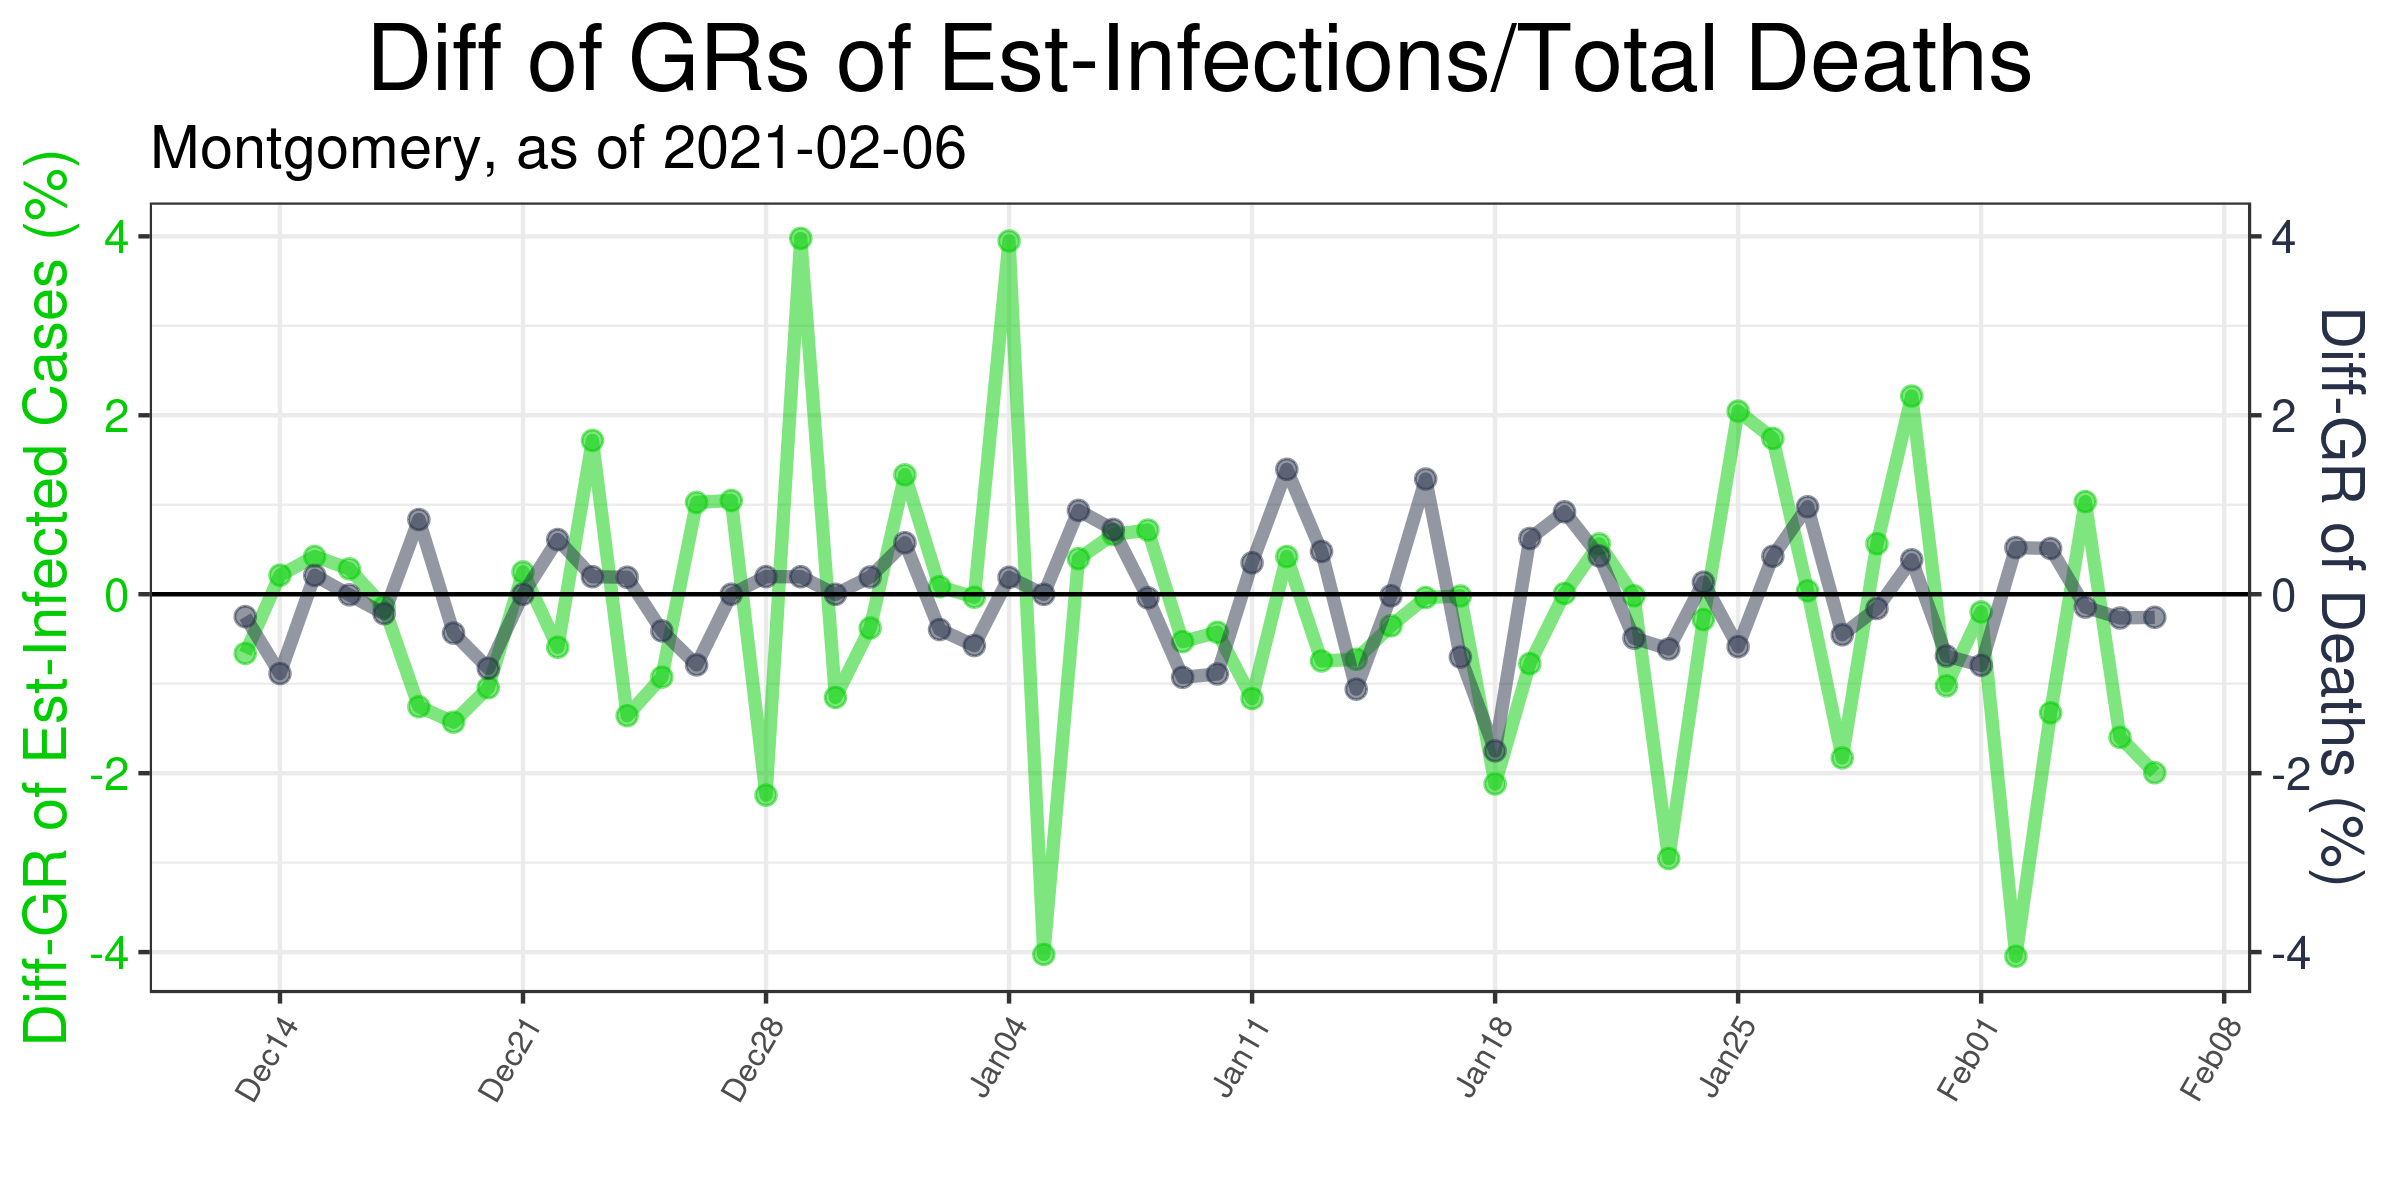 Diff of GRs of Est-Infections/Total Deaths
Montgomery, as of 2021-02-06
Diff-GR of Est-Infected Cases (%)
4
2
0
-2
-4
4
2
0
-2
-4
Diff-GR of Deaths (%)
Dec14
Dec21
Dec28
Jan04
Jan11
Jan18
Jan25
Feb01
Feb08